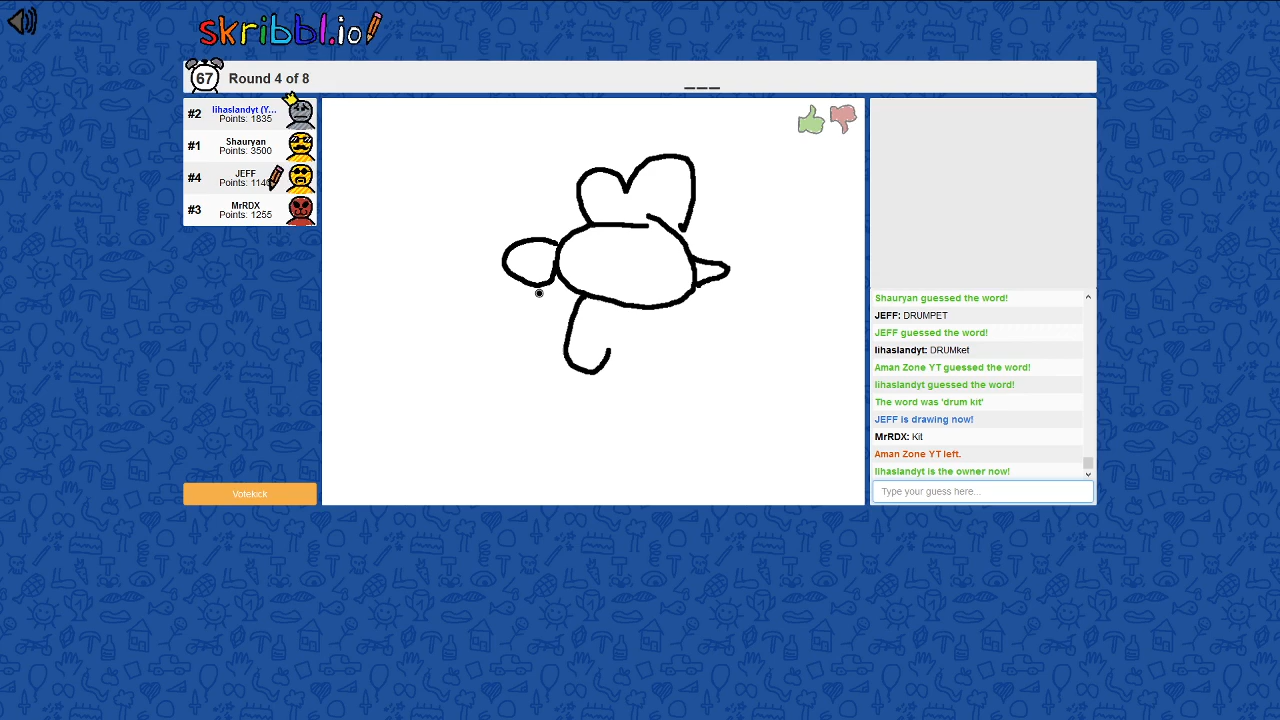 skribbl.io
67 Round 4 of 8
___
#2 lihaslandyt (Y...
Points: 1835
#1 Shauryan
Points: 3500
#4 JEFF
Points: 1140
#3 MrRDX
Points: 1255
Votekick
Shauryan guessed the word!
JEFF: DRUMPET
JEFF guessed the word!
lihaslandyt: DRUMket
Aman Zone YT guessed the word!
lihaslandyt guessed the word!
The word was 'drum kit'
JEFF is drawing now!
MrRDX: Kit
Aman Zone YT left.
lihaslandyt is the owner now!
Type your guess here...